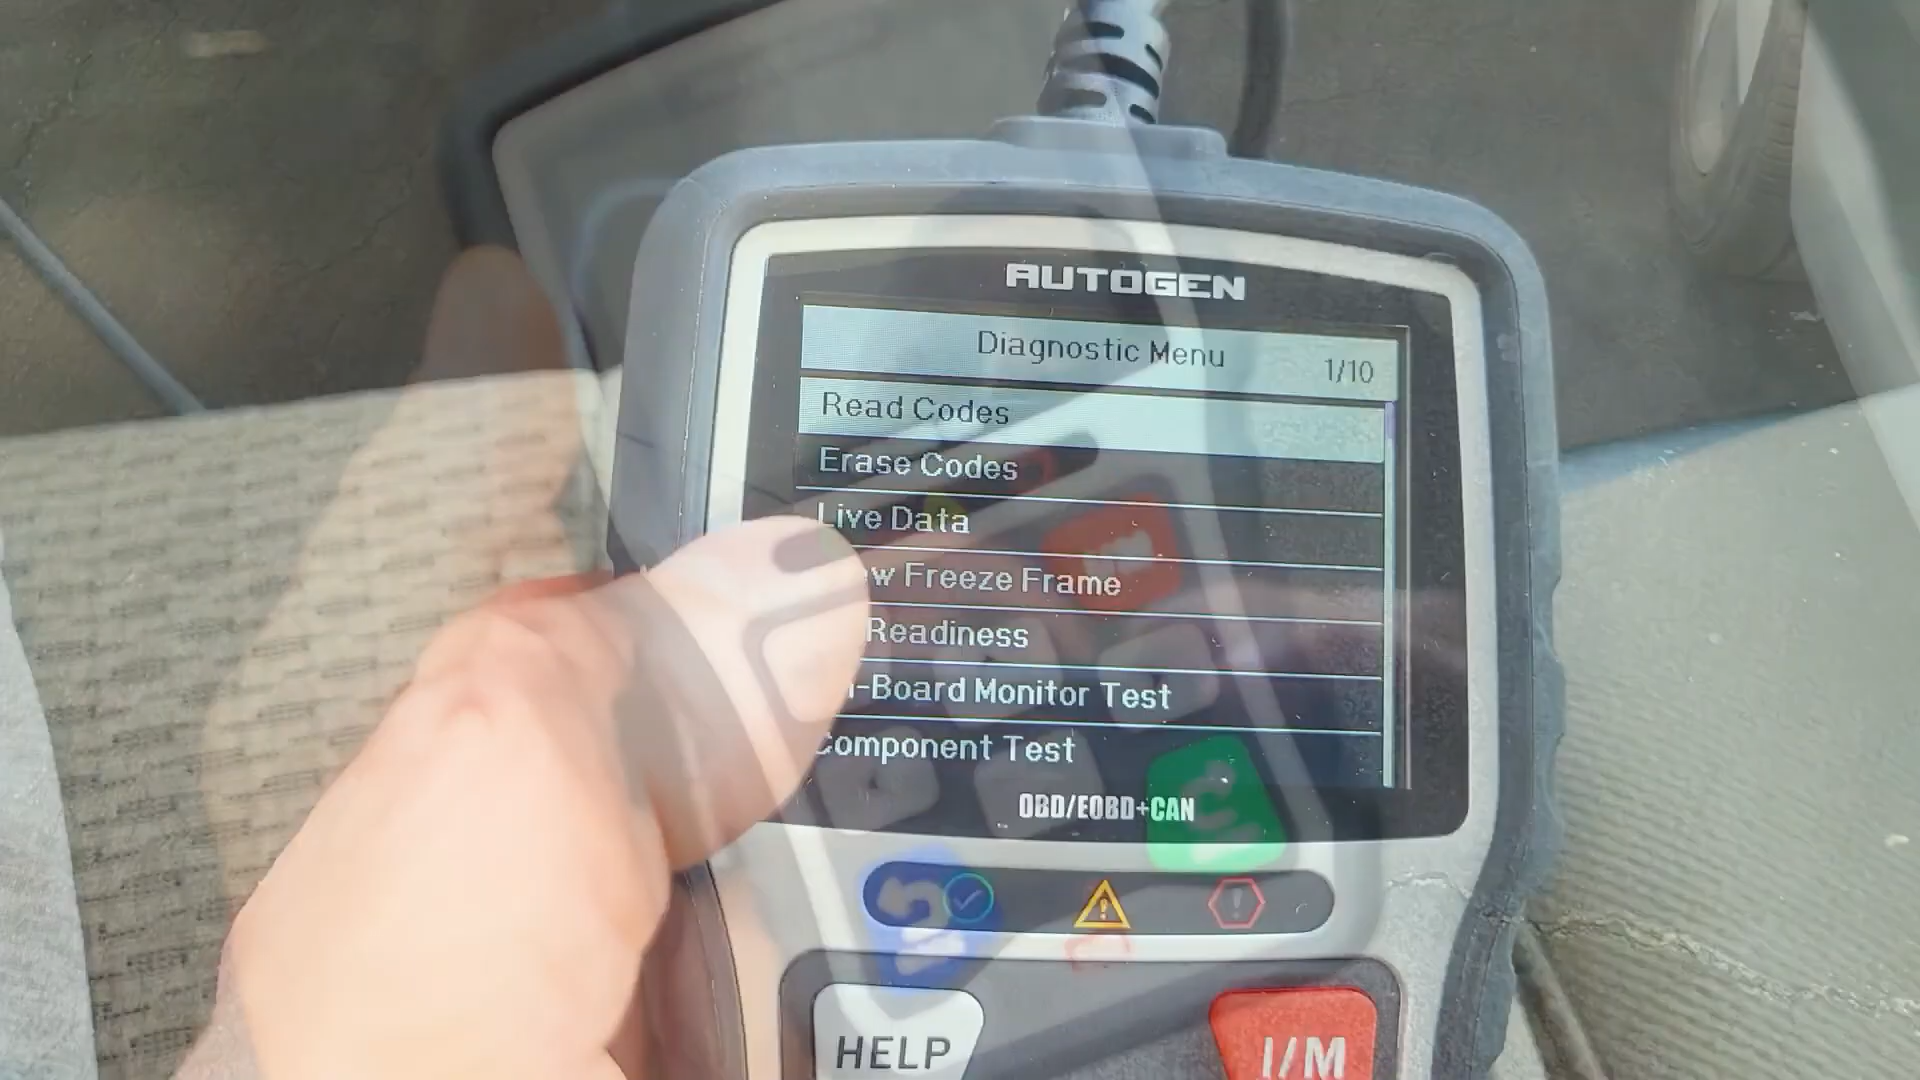 AUTOGEN
Diagnostic Menu 1/10
Read Codes
Erase Codes
Live Data
Freeze Frame
Readiness
-Board Monitor Test
Component Test
OBD/EOBD+CAN
HELP I/M